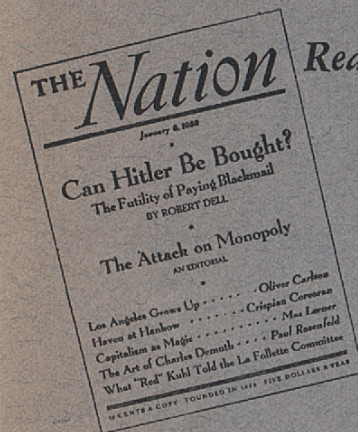 THE Nation
January 8, 1938
Can Hitler Be Bought?
The Futility of Paying Blackmail
BY ROBERT DELL
The Attack on Monopoly
AN EDITORIAL
Los Angeles Grows Up . . . . . . Oliver Carlson
Haven at Hankow . . . . . . . Crispian Corcoran
Capitalism as Magic . . . . . . . . . Max Lerner
The Art of Charles Demuth . . . . Paul Rosenfeld
What "Red" Kuhl Told the La Follette Committee
15 CENTS A COPY FOUNDED IN 1865 FIVE DOLLARS A YEAR